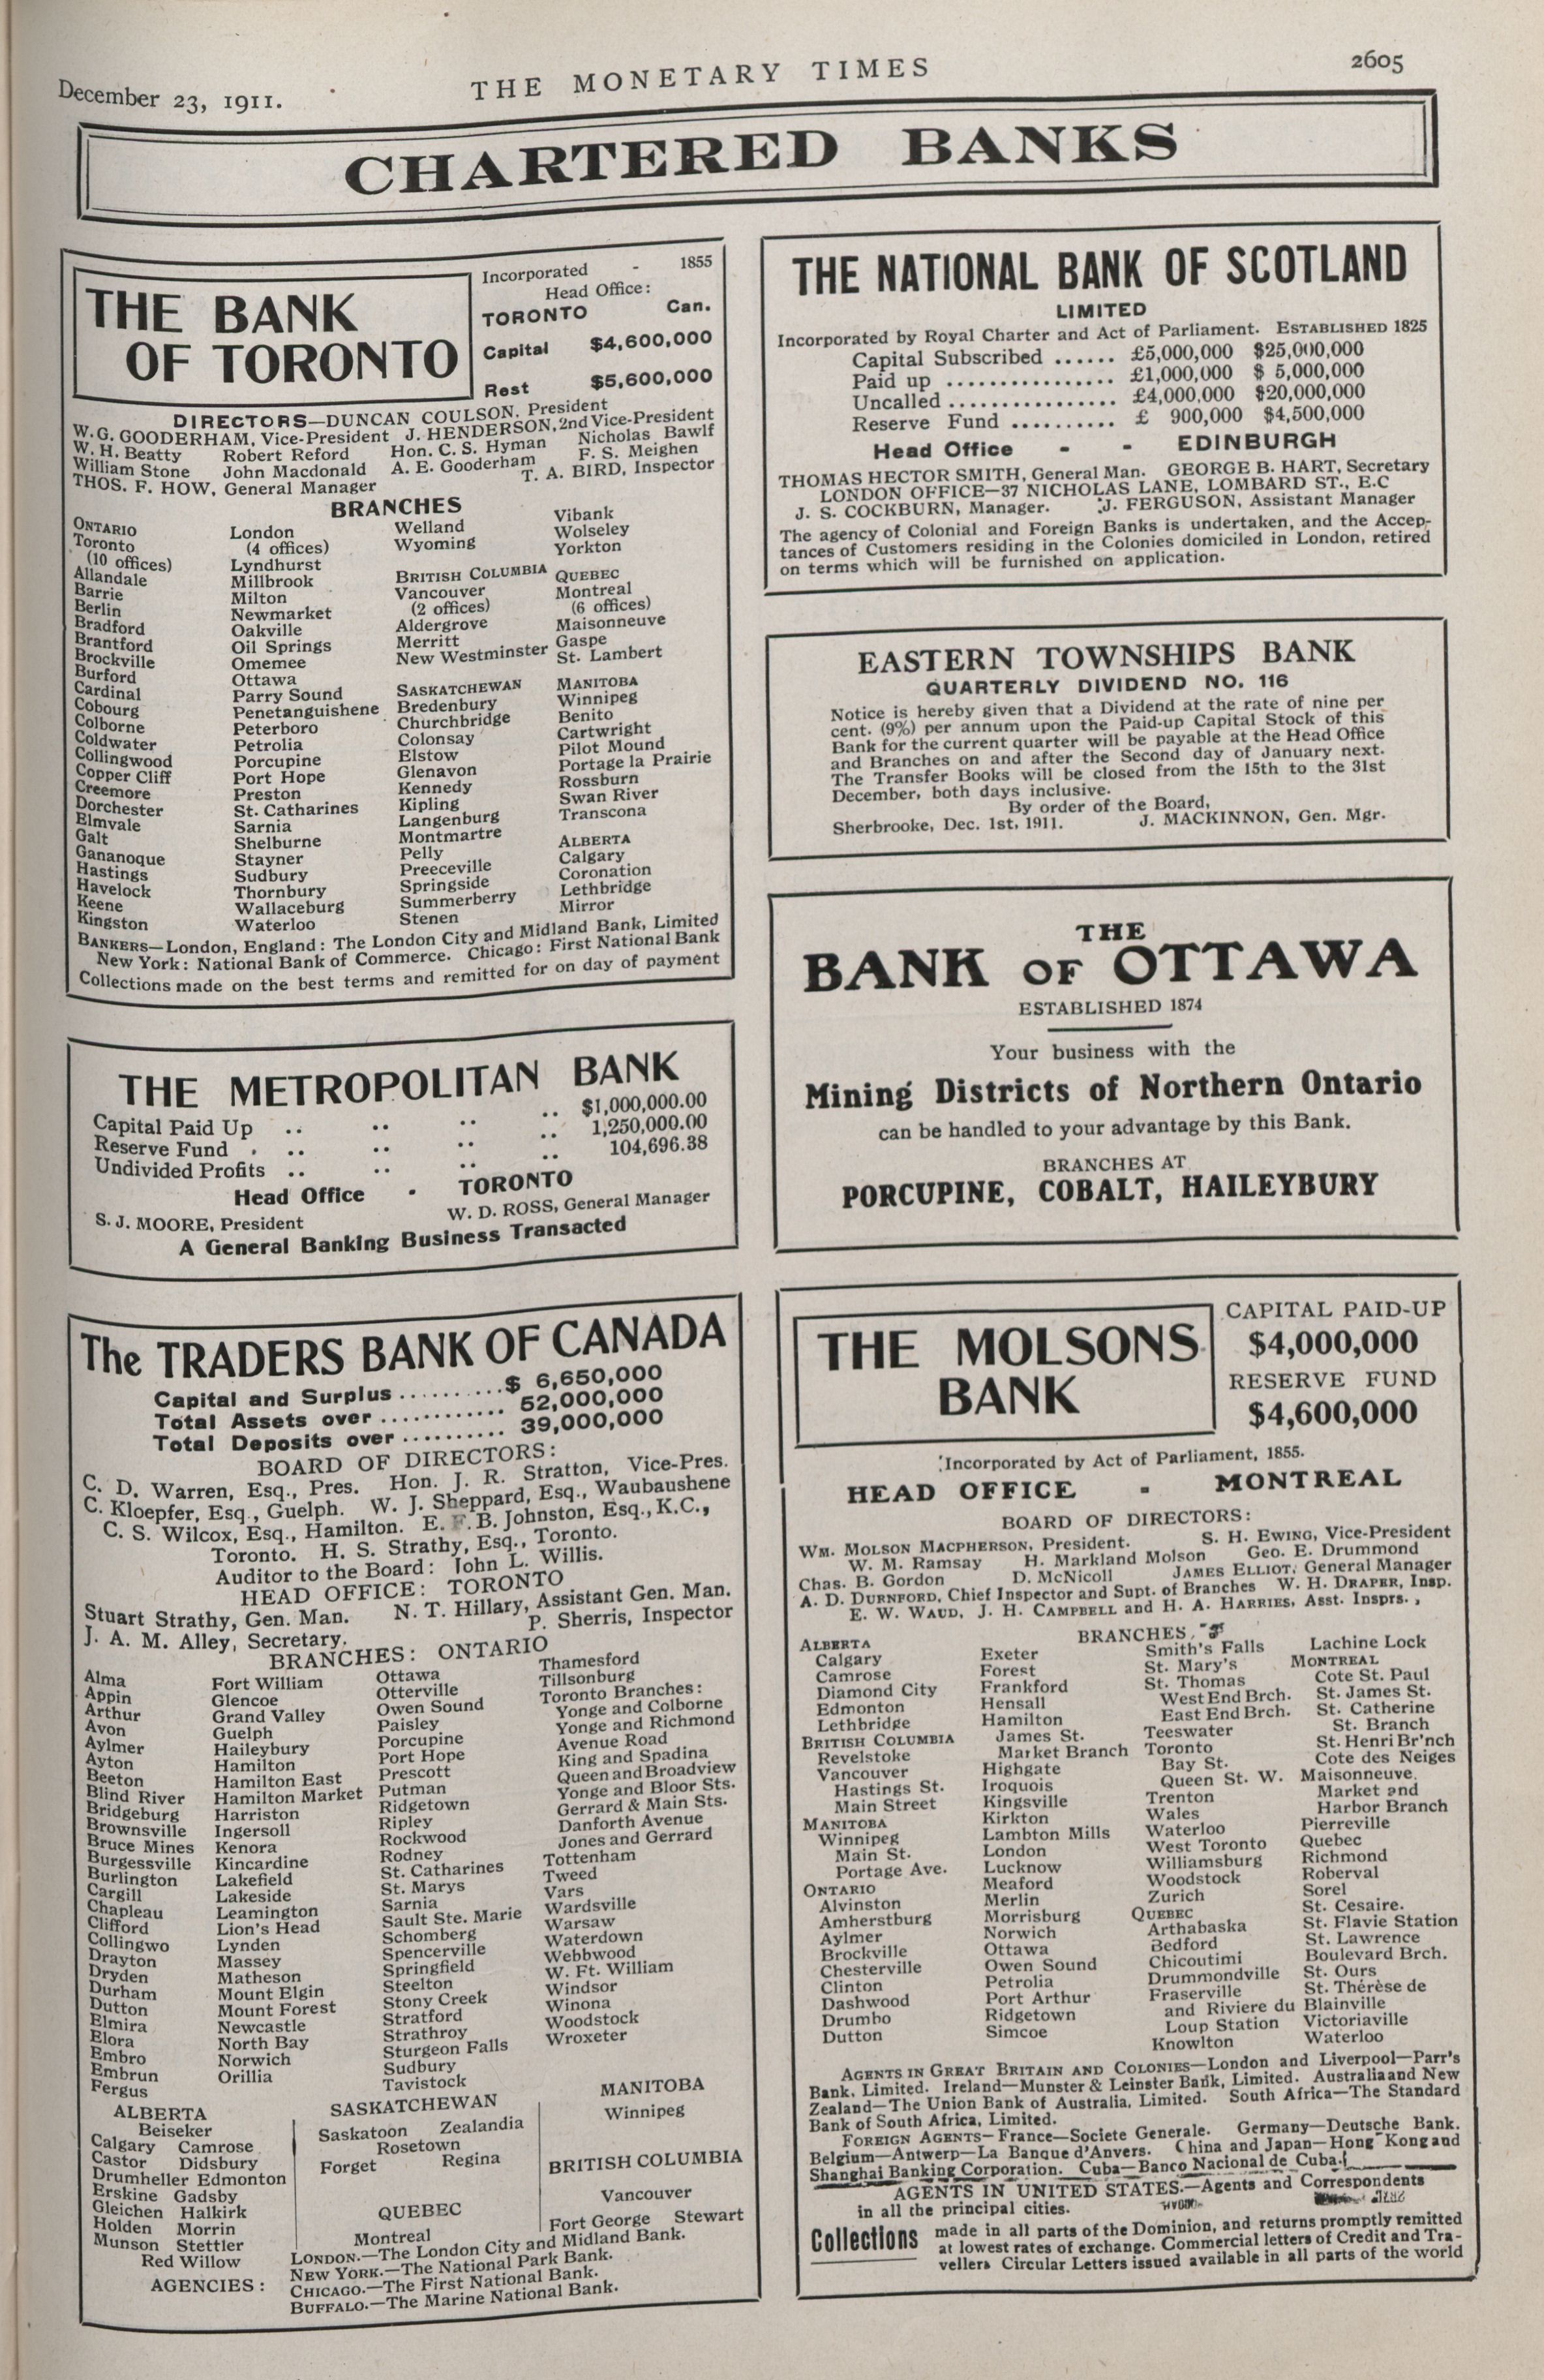 December 23, 1911.
THE MONETARY TIMES
2605
CHARTERED BANKS
THE BANK
OF TORONTO
Incorporated - 1855
Head Office:
TORONTO Can.
Capital $4,600,000
Rest $5,600,000
DIRECTORS—DUNCAN COULSON, President
W. G. GOODERHAM, Vice-President J. HENDERSON, 2nd Vice-President
W. H. Beatty Robert Reford Hon. C. S. Hyman Nicholas Bawlf
William Stone John Macdonald A. E. Gooderham F. S. Meighen
THOS. F. HOW, General Manager T. A. BIRD, Inspector
BRANCHES
ONTARIO
Toronto
(10 offices)
Allandale
Barrie
Berlin
Bradford
Brantford
Brockville
Burford
Cardinal
Cobourg
Colborne
Coldwater
Collingwood
Copper Cliff
Creemore
Dorchester
Elmvale
Galt
Gananoque
Hastings
Havelock
Keene
Kingston
London
(4 offices)
Lyndhurst
Millbrook
Milton
Newmarket
Oakville
Oil Springs
Omemee
Ottawa
Parry Sound
Penetanguishene
Peterboro
Petrolia
Porcupine
Port Hope
Preston
St. Catharines
Sarnia
Shelburne
Stayner
Sudbury
Thornbury
Wallaceburg
Waterloo
Welland
Wyoming
BRITISH COLUMBIA
Vancouver
(2 offices)
Aldergrove
Merritt
New Westminster
SASKATCHEWAN
Bredenbury
Churchbridge
Colonsay
Elstow
Glenavon
Kennedy
Kipling
Langenburg
Montmartre
Pelly
Preeceville
Springside
Summerberry
Stenen
Vibank
Wolseley
Yorkton
QUEBEC
Montreal
(6 offices)
Maisonneuve
Gaspe
St. Lambert
MANITOBA
Winnipeg
Benito
Cartwright
Pilot Mound
Portage la Prairie
Rossburn
Swan River
Transcona
ALBERTA
Calgary
Coronation
Lethbridge
Mirror
BANKERS—London, England: The London City and Midland Bank, Limited
New York: National Bank of Commerce. Chicago: First National Bank
Collections made on the best terms and remitted for on day of payment
THE METROPOLITAN BANK
Capital Paid Up .. .. .. .. $1,000,000.00
Reserve Fund . .. .. .. 1,250,000.00
Undivided Profits .. .. .. .. 104,696.38
Head Office - TORONTO
S. J. MOORE, President W. D. ROSS, General Manager
A General Banking Business Transacted
The TRADERS BANK OF CANADA
Capital and Surplus .......... $ 6,650,000
Total Assets over ............ 52,000,000
Total Deposits over .......... 39,000,000
BOARD OF DIRECTORS:
C. D. Warren, Esq., Pres. Hon. J. R. Stratton, Vice-Pres.
C. Kloepfer, Esq., Guelph. W. J. Sheppard, Esq., Waubaushene
C. S. Wilcox, Esq., Hamilton. E. F. B. Johnston, Esq., K.C.,
Toronto. H. S. Strathy, Esq., Toronto.
Auditor to the Board: John L. Willis.
HEAD OFFICE: TORONTO
Stuart Strathy, Gen. Man. N. T. Hillary, Assistant Gen. Man.
J. A. M. Alley, Secretary. P. Sherris, Inspector
BRANCHES: ONTARIO
Alma
Appin
Arthur
Avon
Aylmer
Ayton
Beeton
Blind River
Bridgeburg
Brownsville
Bruce Mines
Burgessville
Burlington
Cargill
Chapleau
Clifford
Collingwo
Drayton
Dryden
Durham
Dutton
Elmira
Elora
Embro
Embrun
Fergus
Fort William
Glencoe
Grand Valley
Guelph
Haileybury
Hamilton
Hamilton East
Hamilton Market
Harriston
Ingersoll
Kenora
Kincardine
Lakefield
Lakeside
Leamington
Lion's Head
Lynden
Massey
Matheson
Mount Elgin
Mount Forest
Newcastle
North Bay
Norwich
Orillia
Ottawa
Otterville
Owen Sound
Paisley
Porcupine
Port Hope
Prescott
Putman
Ridgetown
Ripley
Rockwood
Rodney
St. Catharines
St. Marys
Sarnia
Sault Ste. Marie
Schomberg
Spencerville
Springfield
Steelton
Stony Creek
Stratford
Strathroy
Sturgeon Falls
Sudbury
Tavistock
Thamesford
Tillsonburg
Toronto Branches:
Yonge and Colborne
Yonge and Richmond
Avenue Road
King and Spadina
Queen and Broadview
Yonge and Bloor Sts.
Gerrard & Main Sts.
Danforth Avenue
Jones and Gerrard
Tottenham
Tweed
Vars
Wardsville
Warsaw
Waterdown
Webbwood
W. Ft. William
Windsor
Winona
Woodstock
Wroxeter
ALBERTA
Beiseker
Calgary Camrose
Castor Didsbury
Drumheller Edmonton
Erskine Gadsby
Gleichen Halkirk
Holden Morrin
Munson Stettler
Red Willow
SASKATCHEWAN
Saskatoon Zealandia
Rosetown
Forget Regina
QUEBEC
Montreal
MANITOBA
Winnipeg
BRITISH COLUMBIA
Vancouver
Fort George Stewart
AGENCIES:
LONDON.—The London City and Midland Bank.
NEW YORK.—The National Park Bank.
CHICAGO.—The First National Bank.
BUFFALO.—The Marine National Bank.
THE NATIONAL BANK OF SCOTLAND
LIMITED
Incorporated by Royal Charter and Act of Parliament. ESTABLISHED 1825
Capital Subscribed ...... £5,000,000 $25,000,000
Paid up ................ £1,000,000 $ 5,000,000
Uncalled ................ £4,000,000 $20,000,000
Reserve Fund .......... £ 900,000 $4,500,000
Head Office - - EDINBURGH
THOMAS HECTOR SMITH, General Man. GEORGE B. HART, Secretary
LONDON OFFICE—37 NICHOLAS LANE, LOMBARD ST., E.C
J. S. COCKBURN, Manager. J. FERGUSON, Assistant Manager
The agency of Colonial and Foreign Banks is undertaken, and the Accep-
tances of Customers residing in the Colonies domiciled in London, retired
on terms which will be furnished on application.
EASTERN TOWNSHIPS BANK
QUARTERLY DIVIDEND NO. 116
Notice is hereby given that a Dividend at the rate of nine per
cent. (9%) per annum upon the Paid-up Capital Stock of this
Bank for the current quarter will be payable at the Head Office
and Branches on and after the Second day of January next.
The Transfer Books will be closed from the 15th to the 31st
December, both days inclusive.
By order of the Board,
Sherbrooke, Dec. 1st, 1911. J. MACKINNON, Gen. Mgr.
THE
BANK OF OTTAWA
ESTABLISHED 1874
Your business with the
Mining Districts of Northern Ontario
can be handled to your advantage by this Bank.
BRANCHES AT
PORCUPINE, COBALT, HAILEYBURY
THE MOLSONS
BANK
CAPITAL PAID-UP
$4,000,000
RESERVE FUND
$4,600,000
Incorporated by Act of Parliament, 1855.
HEAD OFFICE - MONTREAL
BOARD OF DIRECTORS:
WM. MOLSON MACPHERSON, President. S. H. EWING, Vice-President
W. M. Ramsay H. Markland Molson Geo. E. Drummond
Chas. B. Gordon D. McNicoll JAMES ELLIOT, General Manager
A. D. DURNFORD, Chief Inspector and Supt. of Branches W. H. DRAPER, Insp.
E. W. WAUD, J. H. CAMPBELL and H. A. HARRIES, Asst. Insprs.
BRANCHES
ALBERTA
Calgary
Camrose
Diamond City
Edmonton
Lethbridge
BRITISH COLUMBIA
Revelstoke
Vancouver
Hastings St.
Main Street
MANITOBA
Winnipeg
Main St.
Portage Ave.
ONTARIO
Alvinston
Amherstburg
Aylmer
Brockville
Chesterville
Clinton
Dashwood
Drumbo
Dutton
Exeter
Forest
Frankford
Hensall
Hamilton
James St.
Market Branch
Highgate
Iroquois
Kingsville
Kirkton
Lambton Mills
London
Lucknow
Meaford
Merlin
Morrisburg
Norwich
Ottawa
Owen Sound
Petrolia
Port Arthur
Ridgetown
Simcoe
Smith's Falls
St. Mary's
St. Thomas
West End Brch.
East End Brch.
Teeswater
Toronto
Bay St.
Queen St. W.
Trenton
Wales
Waterloo
West Toronto
Williamsburg
Woodstock
Zurich
QUEBEC
Arthabaska
Bedford
Chicoutimi
Drummondville
Fraserville
and Riviere du
Loup Station
Knowlton
Lachine Lock
MONTREAL
Cote St. Paul
St. James St.
St. Catherine
St. Branch
St. Henri Br'nch
Cote des Neiges
Maisonneuve
Market and
Harbor Branch
Pierreville
Quebec
Richmond
Roberval
Sorel
St. Cesaire.
St. Flavie Station
St. Lawrence
Boulevard Brch.
St. Ours
St. Thérèse de
Blainville
Victoriaville
Waterloo
AGENTS IN GREAT BRITAIN AND COLONIES—London and Liverpool—Parr's
Bank, Limited. Ireland—Munster & Leinster Bank, Limited. Australia and New
Zealand—The Union Bank of Australia, Limited. South Africa—The Standard
Bank of South Africa, Limited.
FOREIGN AGENTS—France—Societe Generale. Germany—Deutsche Bank.
Belgium—Antwerp—La Banque d'Anvers. China and Japan—Hong Kong and
Shanghai Banking Corporation. Cuba—Banco Nacional de Cuba.
AGENTS IN UNITED STATES.—Agents and Correspondents
in all the principal cities.
Collections made in all parts of the Dominion, and returns promptly remitted
at lowest rates of exchange. Commercial letters of Credit and Tra-
vellers Circular Letters issued available in all parts of the world